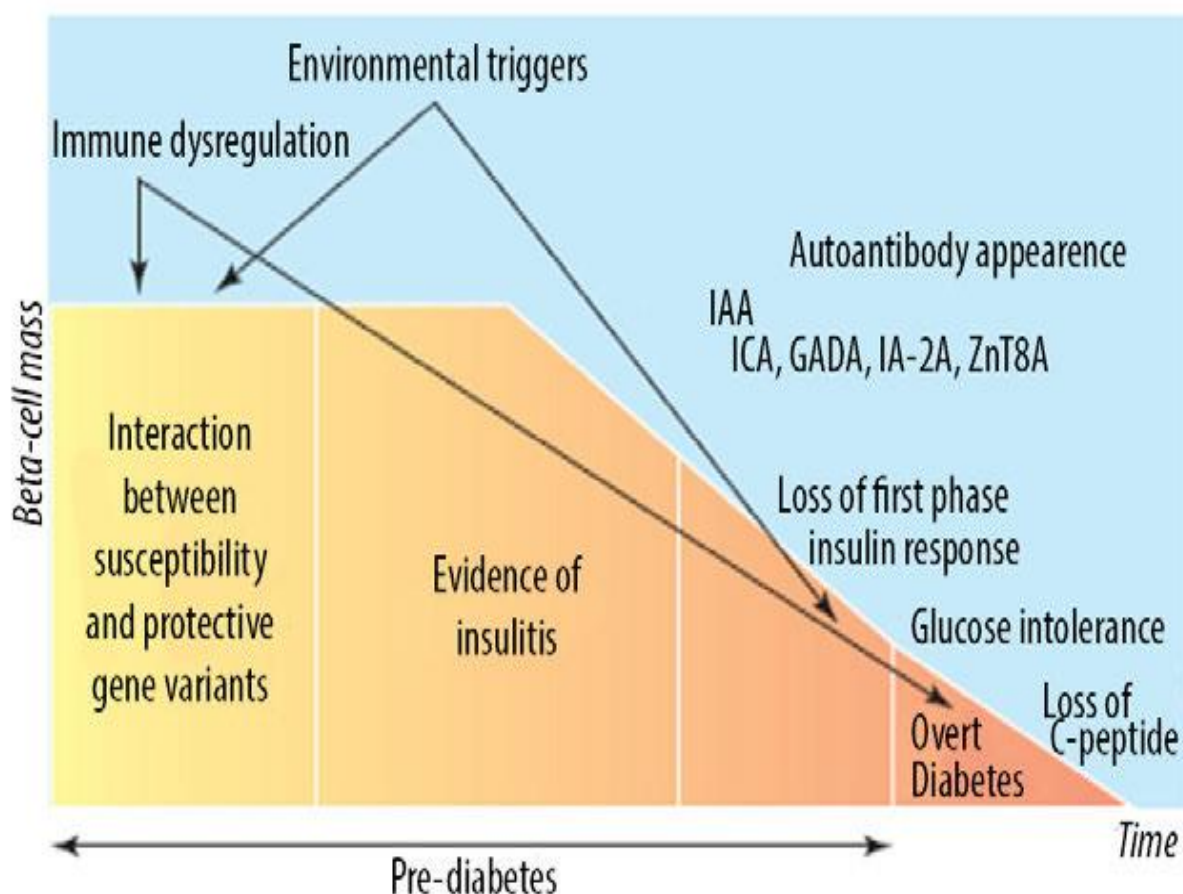 Environmental triggers
Immune dysregulation
Autoantibody appearence
IAA
ICA, GADA, IA-2A, ZnT8A
Beta-cell mass
Interaction
between
susceptibility
and protective
gene variants
Evidence of
insulitis
Loss of first phase
insulin response
Glucose intolerance
Loss of
C-peptide
Overt
Diabetes
Time
Pre-diabetes